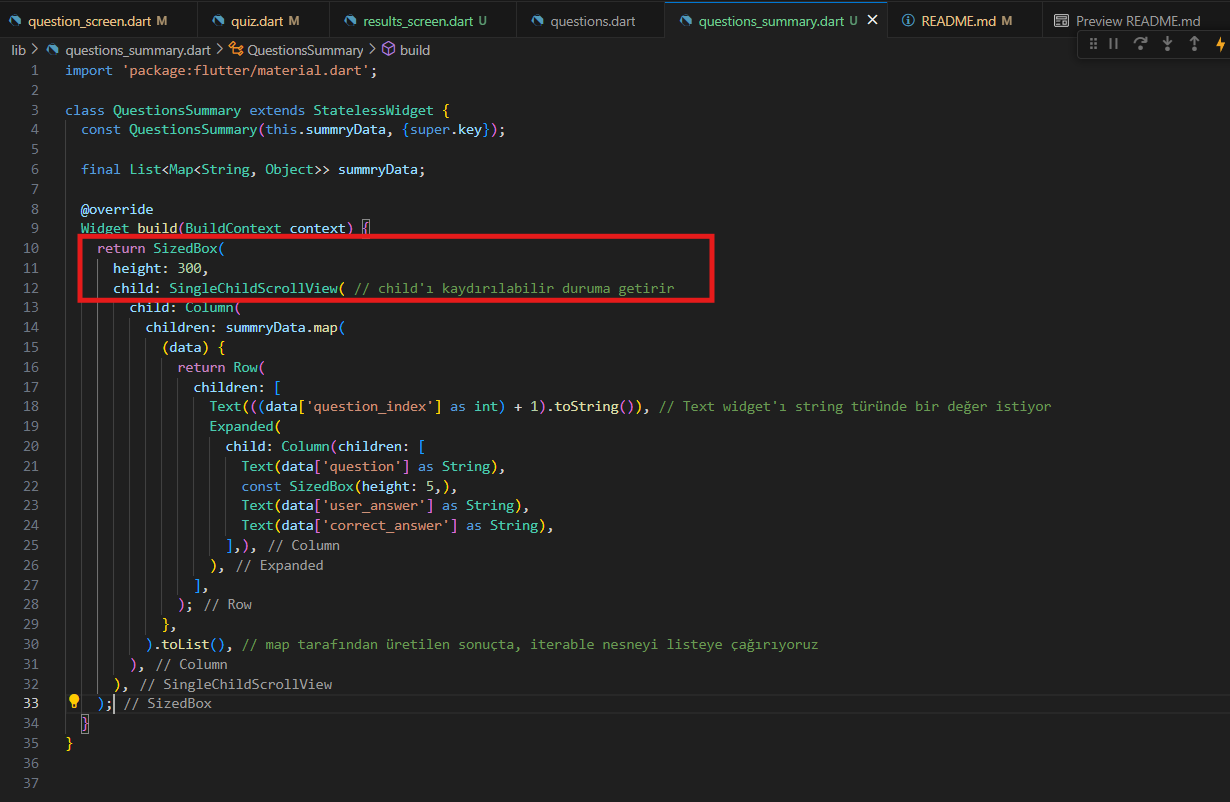 question_screen.dart M
quiz.dart M
results_screen.dart U
questions.dart
questions_summary.dart U
README.md M
Preview README.md
lib > questions_summary.dart > QuestionsSummary > build
1 import 'package:flutter/material.dart';
2
3 class QuestionsSummary extends StatelessWidget {
4 const QuestionsSummary(this.summryData, {super.key});
5
6 final List<Map<String, Object>> summryData;
7
8 @override
9 Widget build(BuildContext context) {
10 return SizedBox(
11 height: 300,
12 child: SingleChildScrollView( // child'ı kaydırılabilir duruma getirir
13 child: Column(
14 children: summryData.map(
15 (data) {
16 return Row(
17 children: [
18 Text(((data['question_index'] as int) + 1).toString()), // Text widget'ı string türünde bir değer istiyor
19 Expanded(
20 child: Column(children: [
21 Text(data['question'] as String),
22 const SizedBox(height: 5,),
23 Text(data['user_answer'] as String),
24 Text(data['correct_answer'] as String),
25 ],), // Column
26 ), // Expanded
27 ],
28 ); // Row
29 },
30 ).toList(), // map tarafından üretilen sonuçta, iterable nesneyi listeye çağırıyoruz
31 ), // Column
32 ), // SingleChildScrollView
33 ); // SizedBox
34 }
35 }
36
37